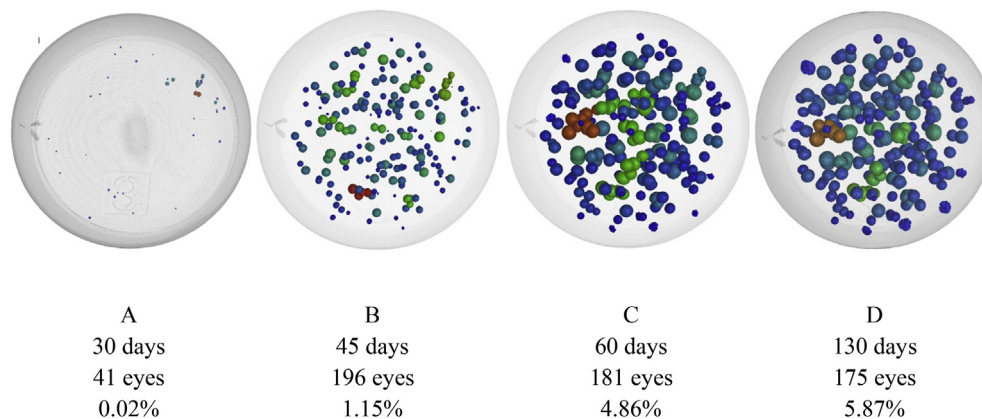 A
30 days
41 eyes
0.02%
B
45 days
196 eyes
1.15%
C
60 days
181 eyes
4.86%
D
130 days
175 eyes
5.87%